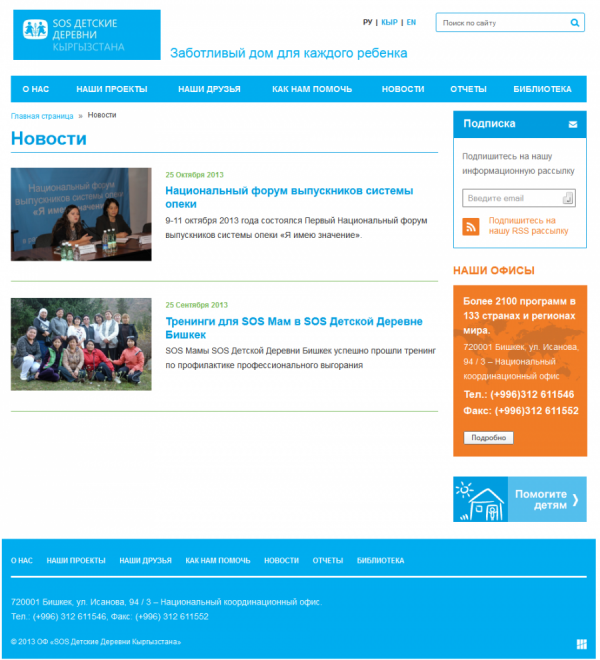 SOS ДЕТСКИЕ
ДЕРЕВНИ
КЫРГЫЗСТАНА
РУ | КЫР | EN
Поиск по сайту
Заботливый дом для каждого ребенка
О НАС НАШИ ПРОЕКТЫ НАШИ ДРУЗЬЯ КАК НАМ ПОМОЧЬ НОВОСТИ ОТЧЕТЫ БИБЛИОТЕКА
Главная страница » Новости
Новости
Национальный форум
выпускников системы
опеки
«Я имею значение»
25 Октября 2013
Национальный форум выпускников системы
опеки
9-11 октября 2013 года состоялся Первый Национальный форум
выпускников системы опеки «Я имею значение».
25 Сентября 2013
Тренинги для SOS Мам в SOS Детской Деревне
Бишкек
SOS Мамы SOS Детской Деревни Бишкек успешно прошли тренинг
по профилактике профессионального выгорания
Подписка
Подпишитесь на нашу
информационную рассылку
Введите email
Подпишитесь на
нашу RSS рассылку
НАШИ ОФИСЫ
Более 2100 программ в
133 странах и регионах
мира.
720001 Бишкек, ул. Исанова,
94 / 3 – Национальный
координационный офис
Тел.: (+996)312 611546
Факс: (+996)312 611552
Подробно
Помогите
детям
О НАС НАШИ ПРОЕКТЫ НАШИ ДРУЗЬЯ КАК НАМ ПОМОЧЬ НОВОСТИ ОТЧЕТЫ БИБЛИОТЕКА
720001 Бишкек, ул. Исанова, 94 / 3 – Национальный координационный офис.
Тел.: (+996) 312 611546, Факс: (+996) 312 611552
© 2013 ОФ «SOS Детские Деревни Кыргызстана»